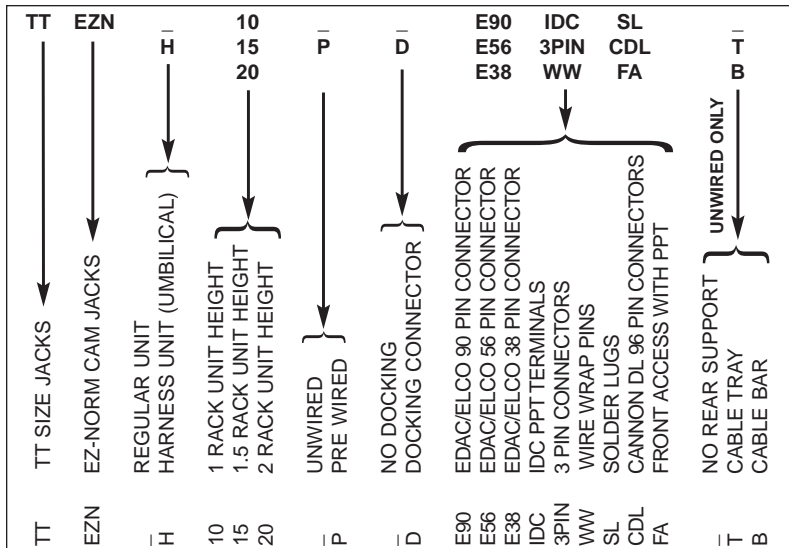 TT EZN _ 10 _ _ E90 IDC SL _
H 15 P D E56 3PIN CDL T
20 E38 WW FA B
UNWIRED ONLY
TT TT SIZE JACKS
EZN EZ-NORM CAM JACKS
_ REGULAR UNIT
H HARNESS UNIT (UMBILICAL)
10 1 RACK UNIT HEIGHT
15 1.5 RACK UNIT HEIGHT
20 2 RACK UNIT HEIGHT
_ UNWIRED
P PRE WIRED
_ NO DOCKING
D DOCKING CONNECTOR
E90 EDAC/ELCO 90 PIN CONNECTOR
E56 EDAC/ELCO 56 PIN CONNECTOR
E38 EDAC/ELCO 38 PIN CONNECTOR
IDC IDC PPT TERMINALS
3PIN 3 PIN CONNECTORS
WW WIRE WRAP PINS
SL SOLDER LUGS
CDL CANNON DL 96 PIN CONNECTORS
FA FRONT ACCESS WITH PPT
_ NO REAR SUPPORT
T CABLE TRAY
B CABLE BAR